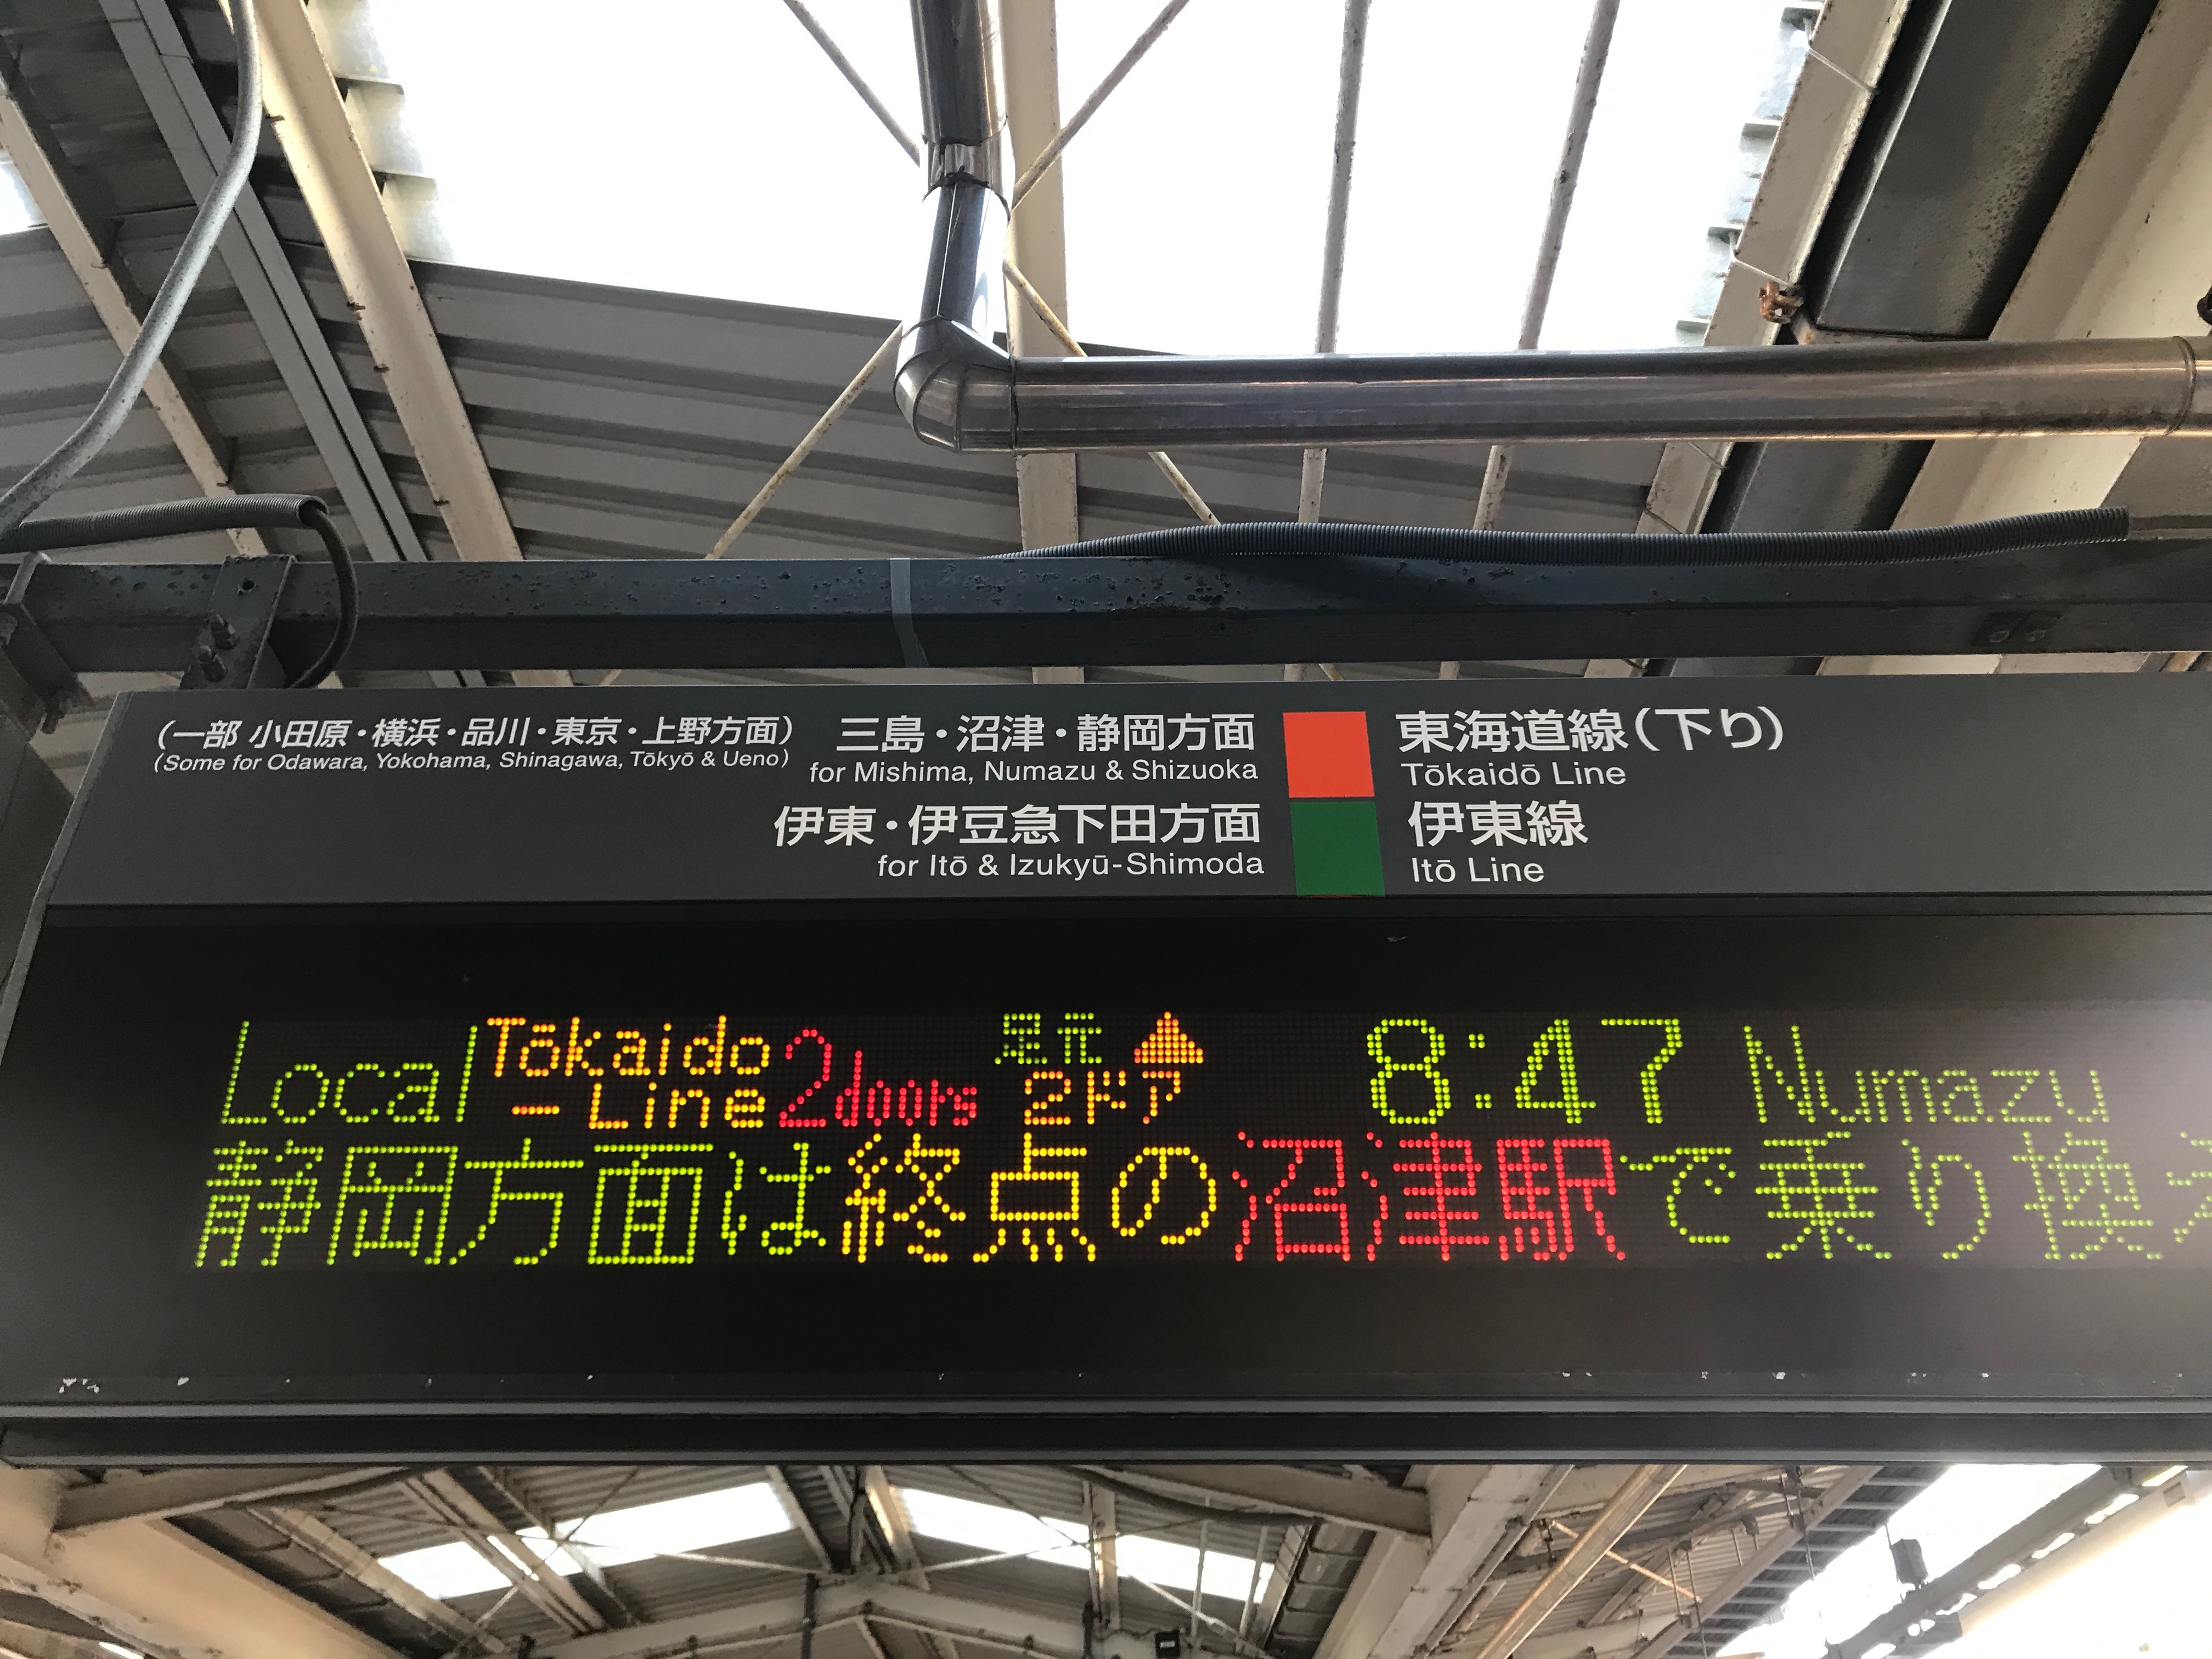 (一部 小田原・横浜・品川・東京・上野方面)
(Some for Odawara, Yokohama, Shinagawa, Tōkyō & Ueno)
三島・沼津・静岡方面
for Mishima, Numazu & Shizuoka
東海道線(下り)
Tōkaidō Line
伊東・伊豆急下田方面
for Itō & Izukyū-Shimoda
伊東線
Itō Line
Local Tōkaido-Line 2doors 足元▲2ドア 8:47 Numazu
静岡方面は終点の沼津駅で乗り換え